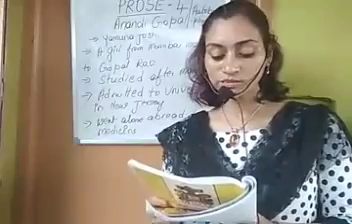 PROSE - 4
Anandi Gopal
→ Yamuna Josh
→ A girl from Mumbai
to Gopal Rao
→ Studied after
→ Admitted to
in New Jersey
→ Went alone abroad
medicine